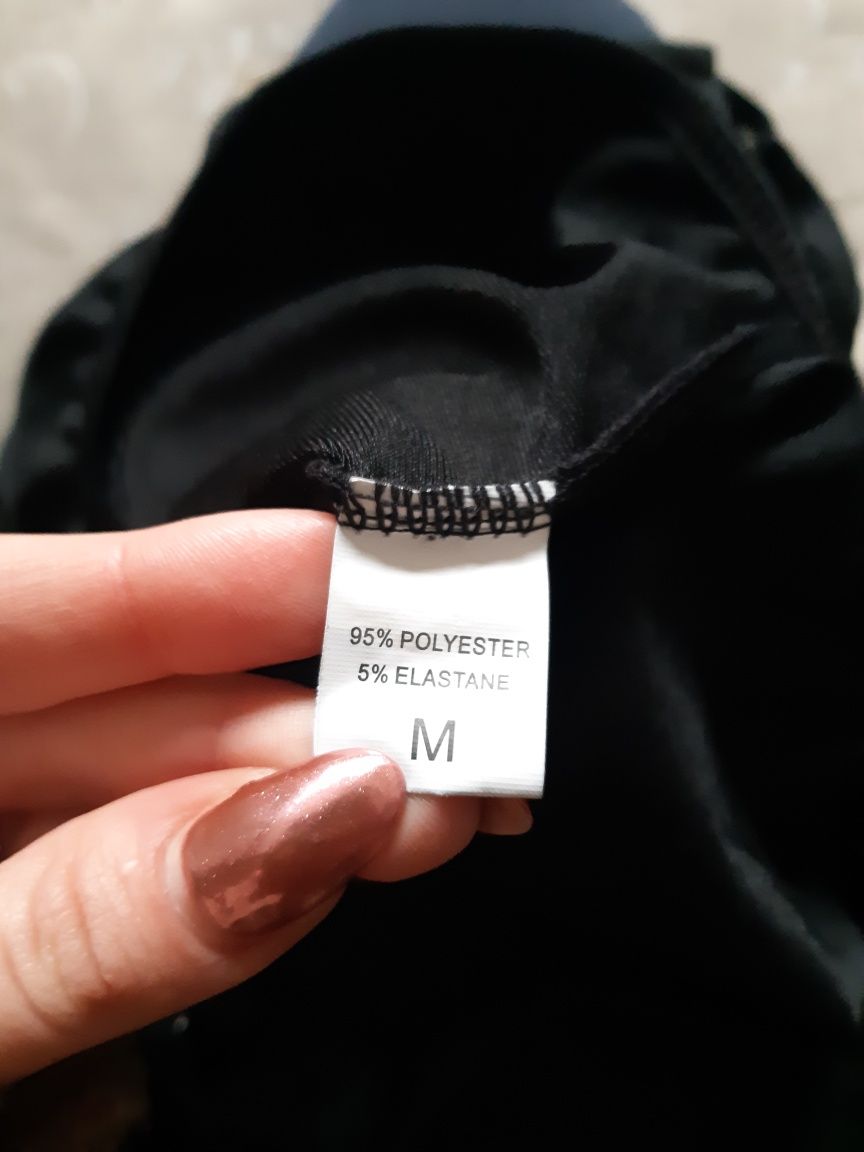 95% POLYESTER
5% ELASTANE
M